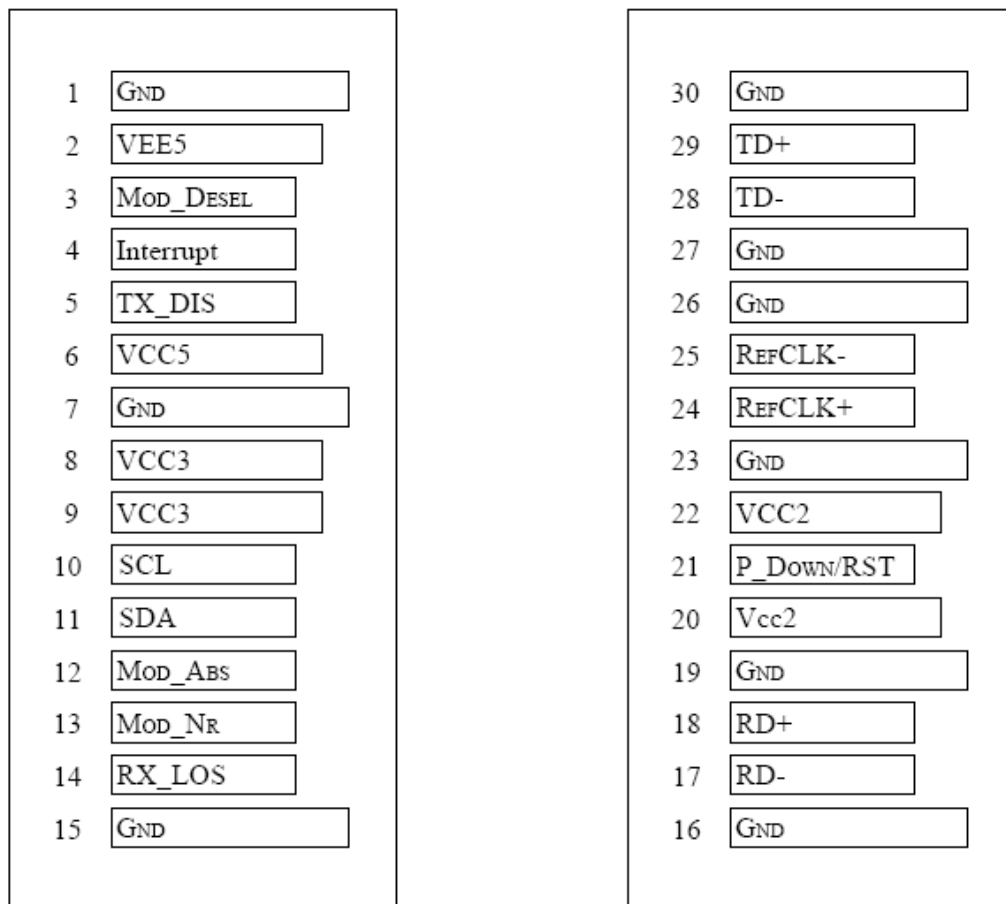 1 GND
2 VEE5
3 MOD_DESEL
4 Interrupt
5 TX_DIS
6 VCC5
7 GND
8 VCC3
9 VCC3
10 SCL
11 SDA
12 MOD_ABS
13 MOD_NR
14 RX_LOS
15 GND
30 GND
29 TD+
28 TD-
27 GND
26 GND
25 REFCLK-
24 REFCLK+
23 GND
22 VCC2
21 P_DOWN/RST
20 Vcc2
19 GND
18 RD+
17 RD-
16 GND